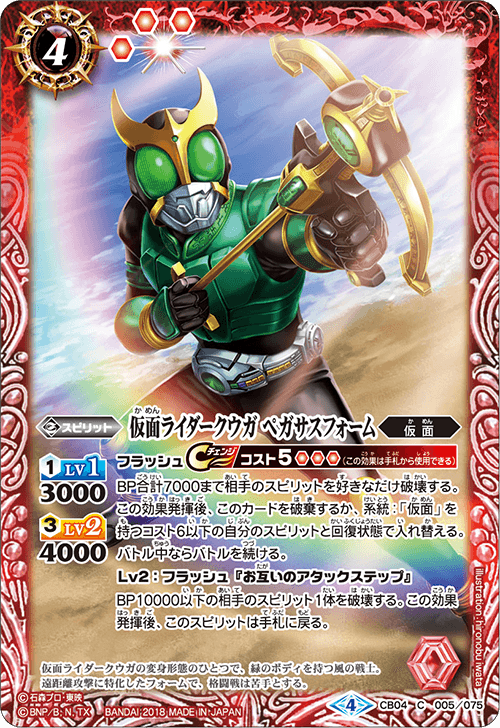 4
スピリット
仮面ライダークウガ ペガサスフォーム
仮面
1 LV1
3000
3 LV2
4000
フラッシュ チェンジ コスト5 (この効果は手札から使用できる)
BP合計7000まで相手のスピリットを好きなだけ破壊する。
この効果発揮後、このカードを破棄するか、系統:「仮面」を
持つコスト6以下の自分のスピリットと回復状態で入れ替える。
バトル中ならバトルを続ける。
Lv2:フラッシュ『お互いのアタックステップ』
BP10000以下の相手のスピリット1体を破壊する。この効果
発揮後、このスピリットは手札に戻る。
illustration:hironobu iwata
仮面ライダークウガの変身形態のひとつで、緑のボディを持つ風の戦士。
遠距離攻撃に特化したフォームで、格闘戦は苦手とする。
©石森プロ・東映
©BNP/B: N, TX BANDAI 2018 MADE IN JAPAN
4 CB04 C 005/075